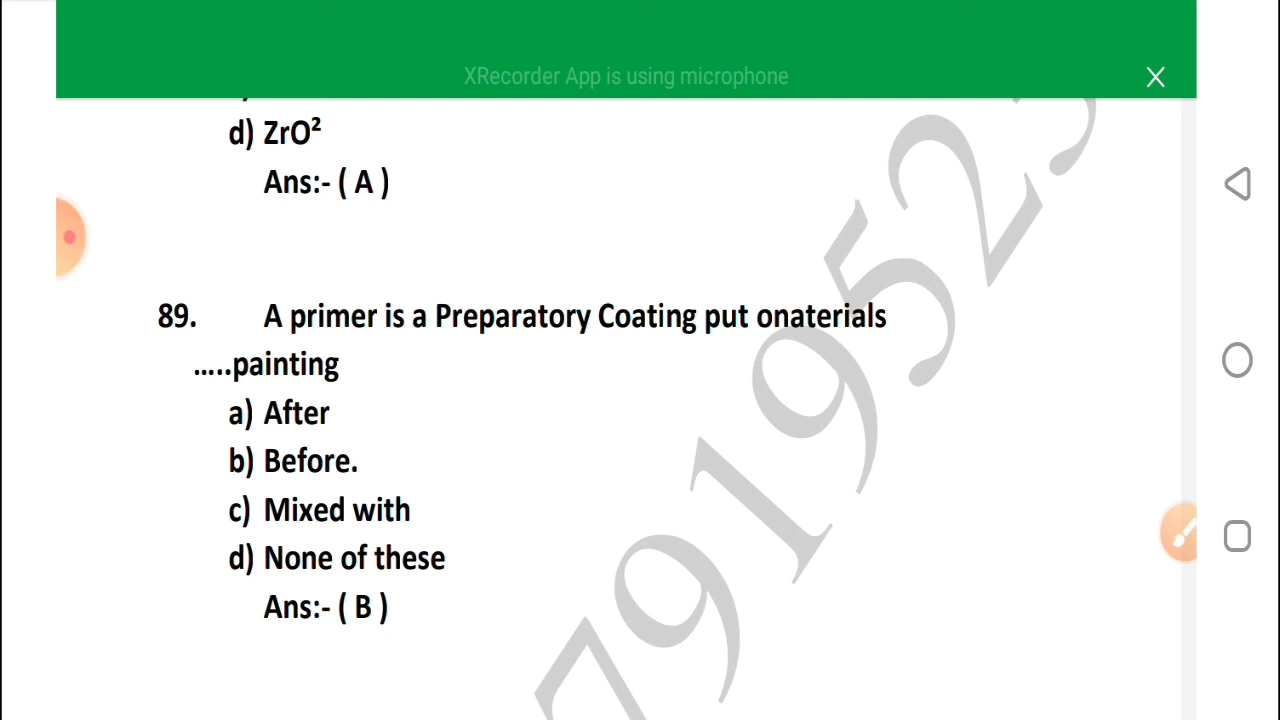 XRecorder App is using microphone
d) ZrO²
Ans:- ( A )
89. A primer is a Preparatory Coating put onaterials
.....painting
a) After
b) Before.
c) Mixed with
d) None of these
Ans:- ( B )